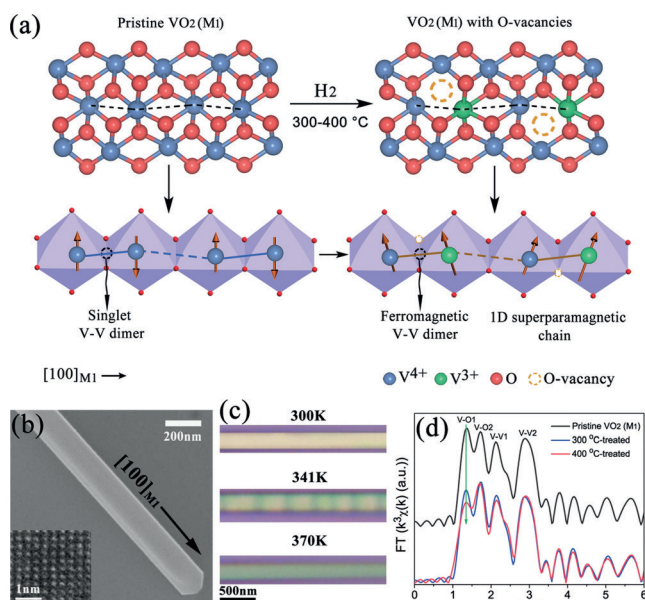 (a)
Pristine VO2 (M1)
VO2 (M1) with O-vacancies
H2
300-400 °C
Singlet
V-V dimer
Ferromagnetic
V-V dimer
1D superparamagnetic
chain
[100]M1
V4+
V3+
O
O-vacancy
(b)
200nm
[100]M1
1nm
(c)
300K
341K
370K
500nm
(d)
V-O1
V-O2
V-V1
V-V2
Pristine VO2 (M1)
300 °C-treated
400 °C-treated
FT (k³χ(k) (a.u.))
0 1 2 3 4 5 6